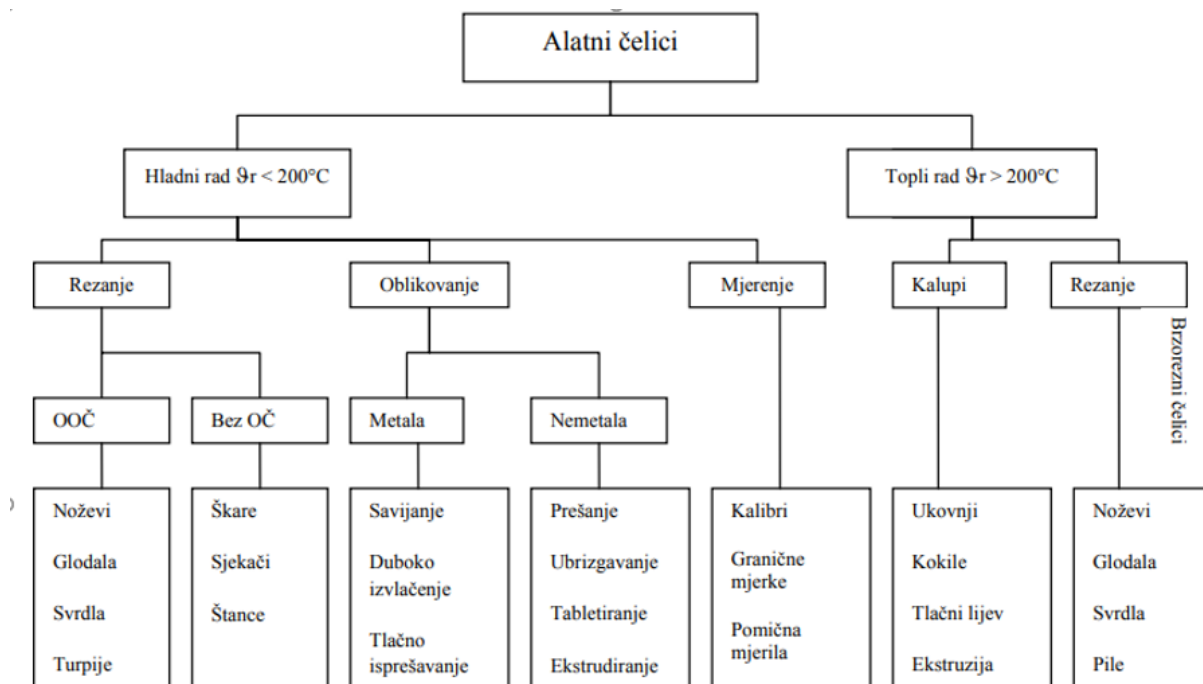 Alatni čelici
Hladni rad ϑr < 200°C
Topli rad ϑr > 200°C
Rezanje
Oblikovanje
Mjerenje
Kalupi
Rezanje
Brzorezni čelici
OOČ
Bez OČ
Metala
Nemetala
Noževi
Glodala
Svrdla
Turpije
Škare
Sjekači
Štance
Savijanje
Duboko
izvlačenje
Tlačno
isprešavanje
Prešanje
Ubrizgavanje
Tabletiranje
Ekstrudiranje
Kalibri
Granične
mjerke
Pomična
mjerila
Ukovnji
Kokile
Tlačni lijev
Ekstruzija
Noževi
Glodala
Svrdla
Pile